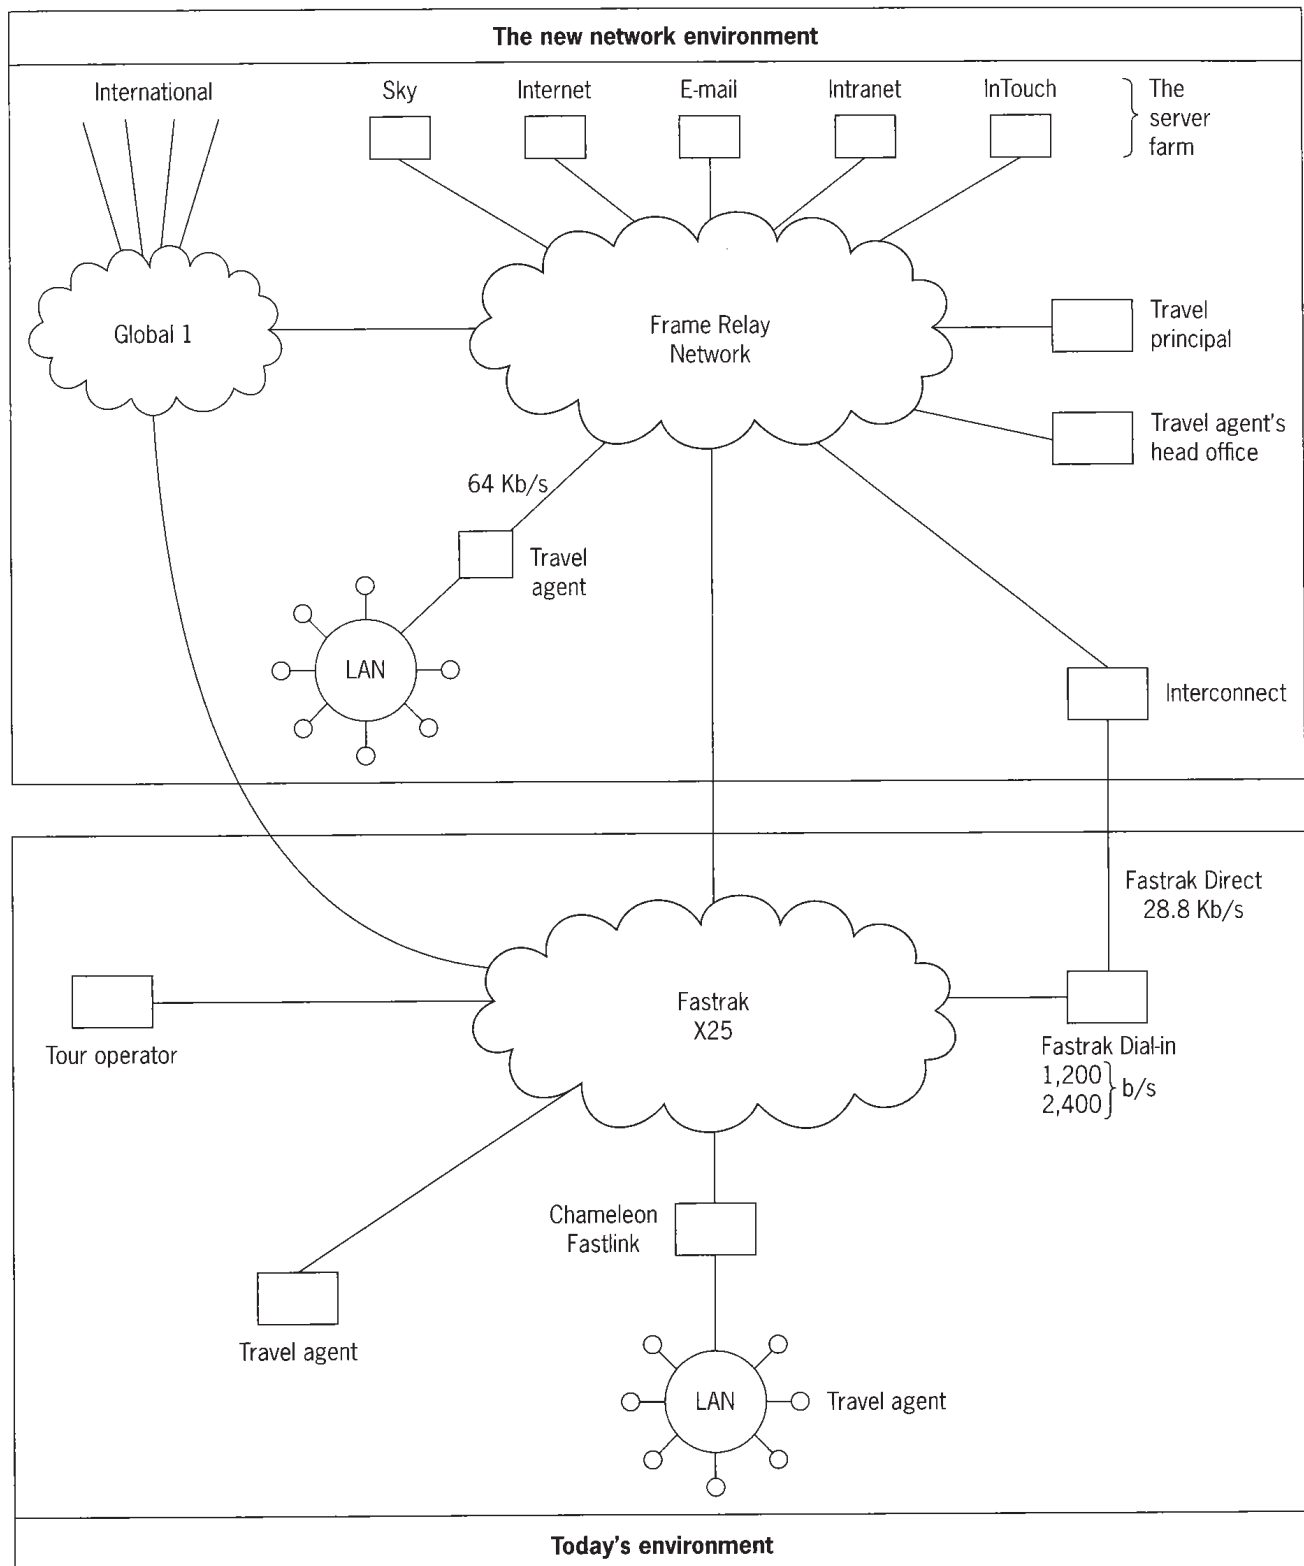 The new network environment
International
Sky
Internet
E-mail
Intranet
InTouch
The
server
farm
Global 1
Frame Relay
Network
Travel
principal
Travel agent's
head office
64 Kb/s
Travel
agent
LAN
Interconnect
Fastrak Direct
28.8 Kb/s
Fastrak
X25
Tour operator
Fastrak Dial-in
1,200
2,400
b/s
Chameleon
Fastlink
Travel agent
LAN
Travel agent
Today's environment